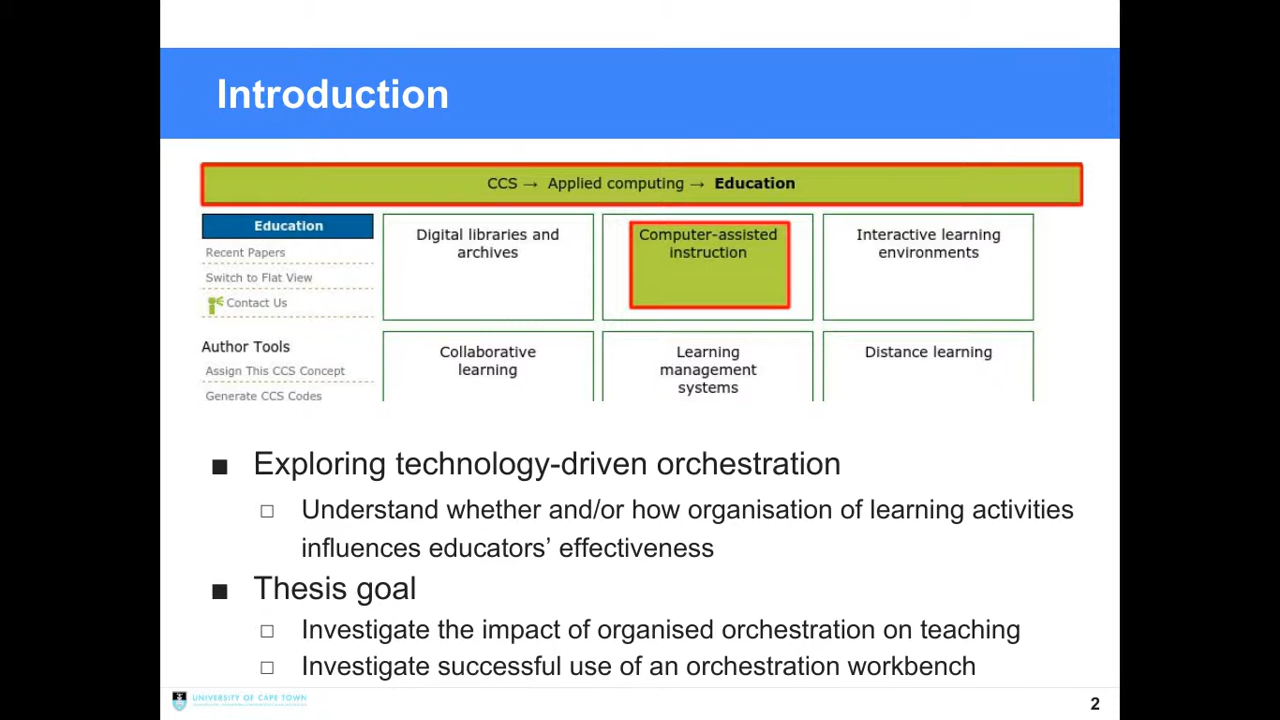 Introduction
CCS → Applied computing → Education
Education
Recent Papers
Switch to Flat View
Contact Us
Author Tools
Assign This CCS Concept
Generate CCS Codes
Digital libraries and
archives
Computer-assisted
instruction
Interactive learning
environments
Collaborative
learning
Learning
management
systems
Distance learning
■ Exploring technology-driven orchestration
□ Understand whether and/or how organisation of learning activities
influences educators’ effectiveness
■ Thesis goal
□ Investigate the impact of organised orchestration on teaching
□ Investigate successful use of an orchestration workbench
UNIVERSITY OF CAPE TOWN
2